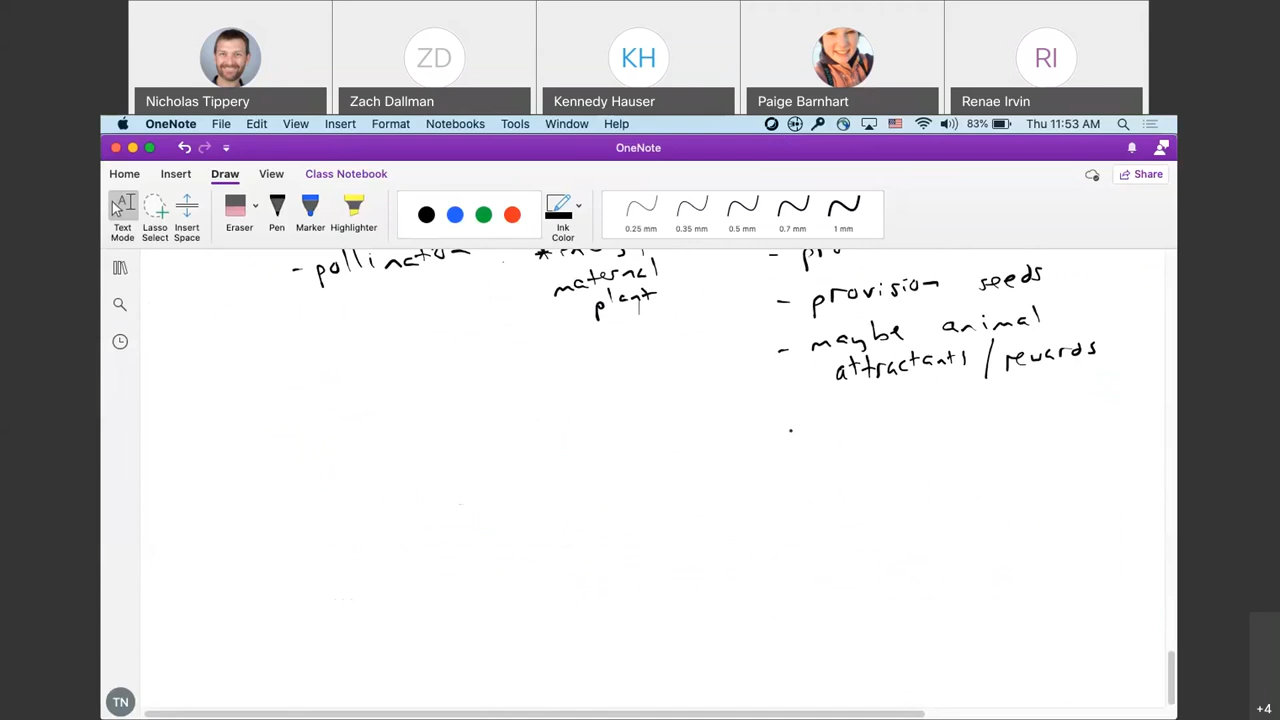 ZD
KH
RI
Nicholas Tippery
Zach Dallman
Kennedy Hauser
Paige Barnhart
Renae Irvin
OneNote File Edit View Insert Format Notebooks Tools Window Help 83% Thu 11:53 AM
OneNote
Home Insert Draw View Class Notebook Share
Text Mode
Lasso Select
Insert Space
Eraser
Pen
Marker
Highlighter
Ink Color
0.25 mm
0.35 mm
0.5 mm
0.7 mm
1 mm
- pollination
maternal
plant
- provision seeds
- maybe animal
attractants / rewards
TN
+4